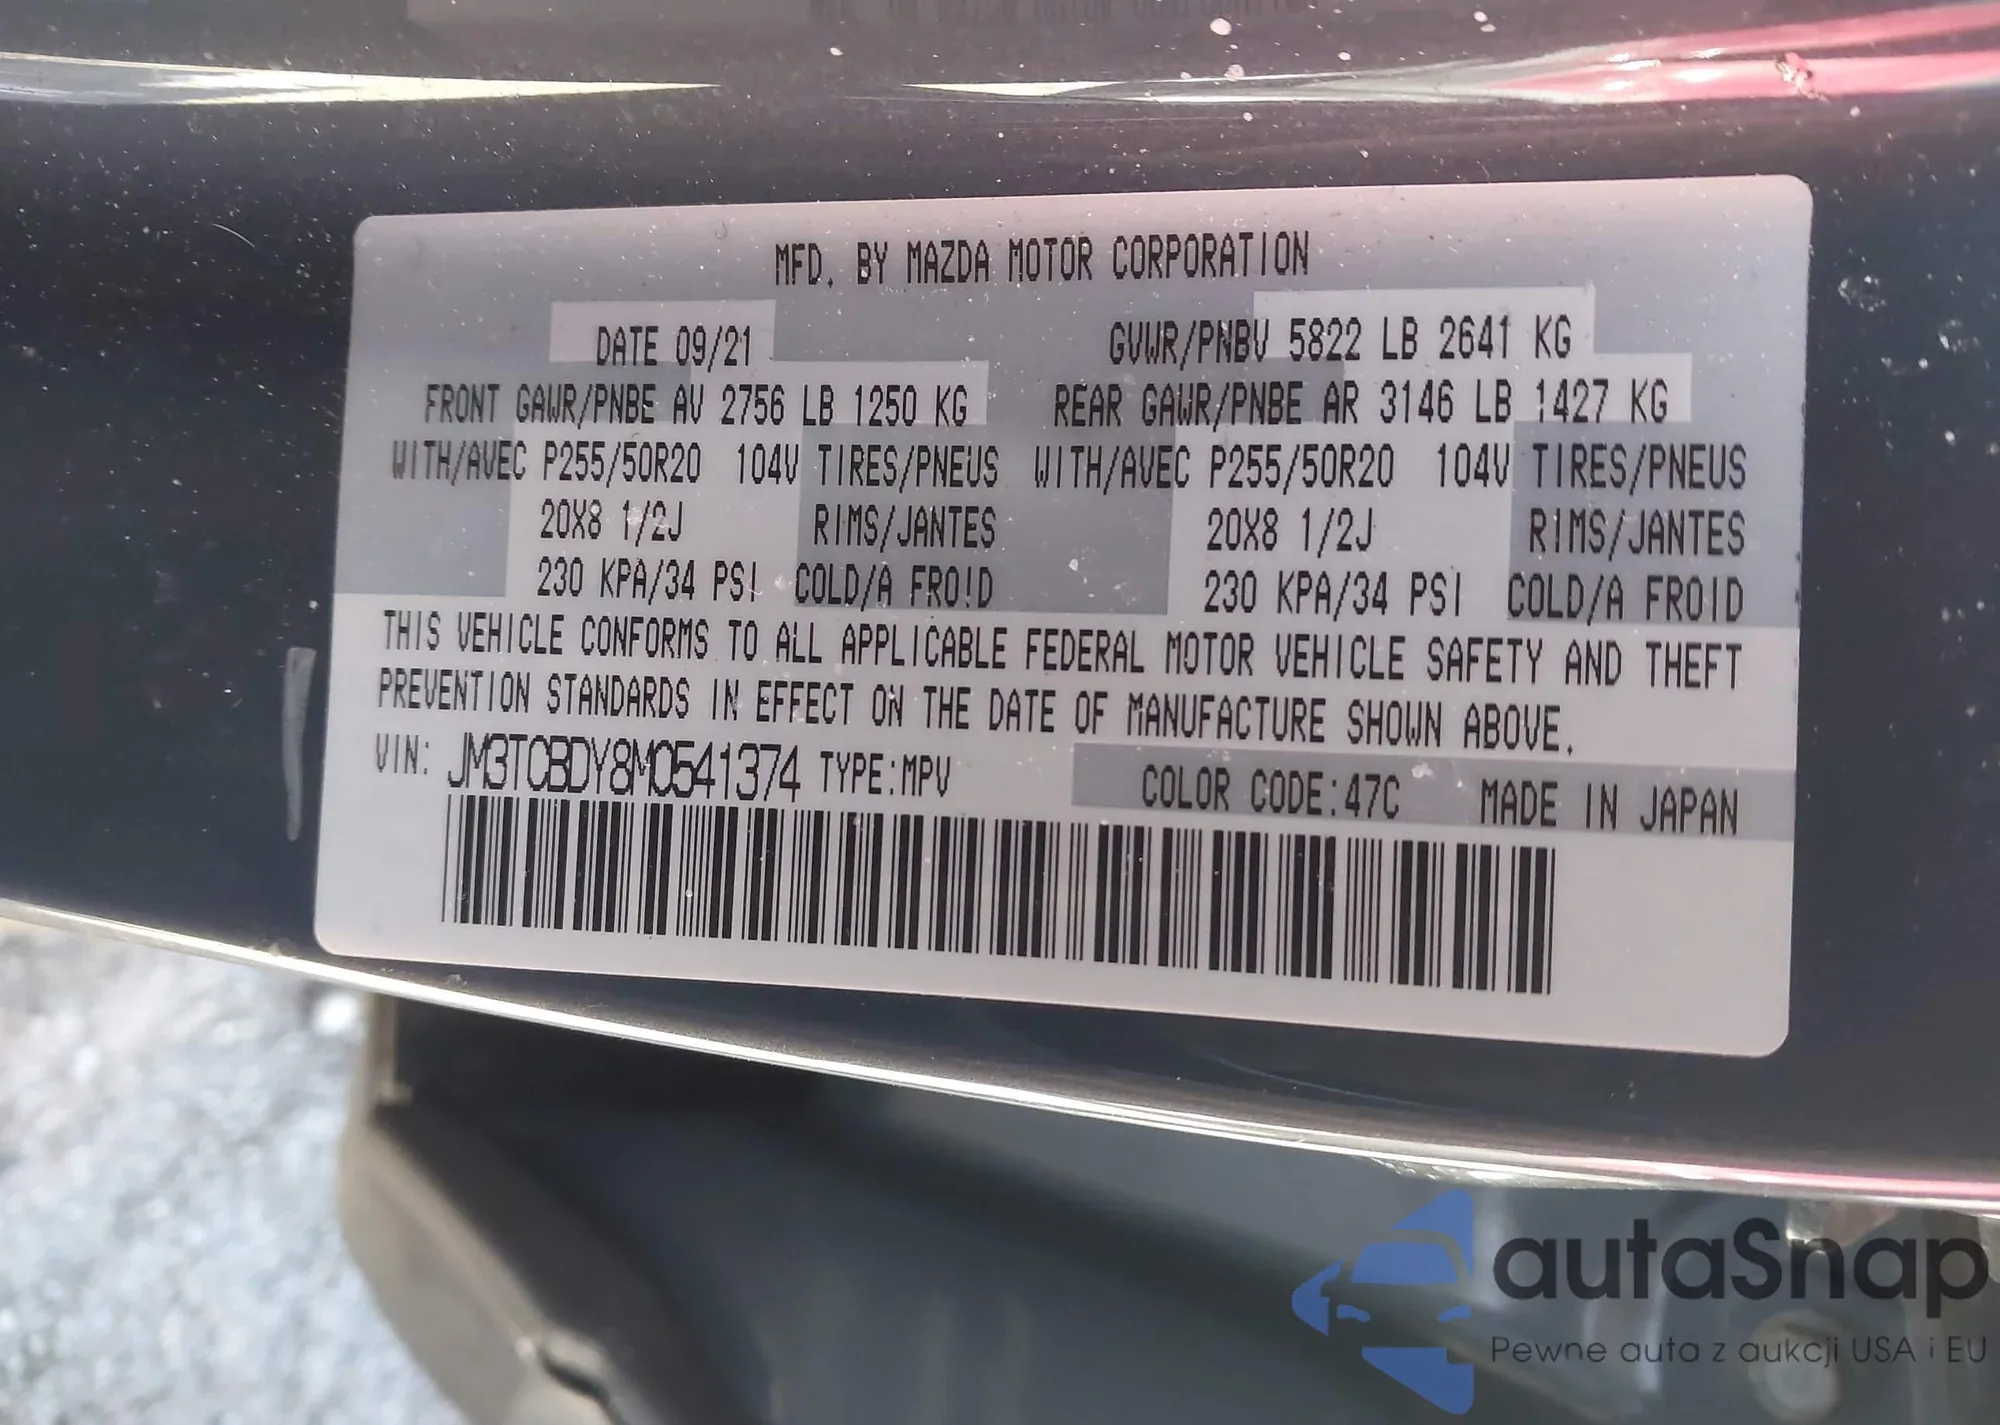 MFD. BY MAZDA MOTOR CORPORATION
DATE 09/21 GVWR/PNBV 5822 LB 2641 KG
FRONT GAWR/PNBE AV 2756 LB 1250 KG REAR GAWR/PNBE AR 3146 LB 1427 KG
WITH/AVEC P255/50R20 104V TIRES/PNEUS WITH/AVEC P255/50R20 104V TIRES/PNEUS
20X8 1/2J RIMS/JANTES 20X8 1/2J RIMS/JANTES
230 KPA/34 PSI COLD/A FROID 230 KPA/34 PSI COLD/A FROID
THIS VEHICLE CONFORMS TO ALL APPLICABLE FEDERAL MOTOR VEHICLE SAFETY AND THEFT
PREVENTION STANDARDS IN EFFECT ON THE DATE OF MANUFACTURE SHOWN ABOVE.
VIN: JM3TCBDY8M0541374 TYPE:MPV COLOR CODE:47C MADE IN JAPAN
autaSnap
Pewne auta z aukcji USA i EU